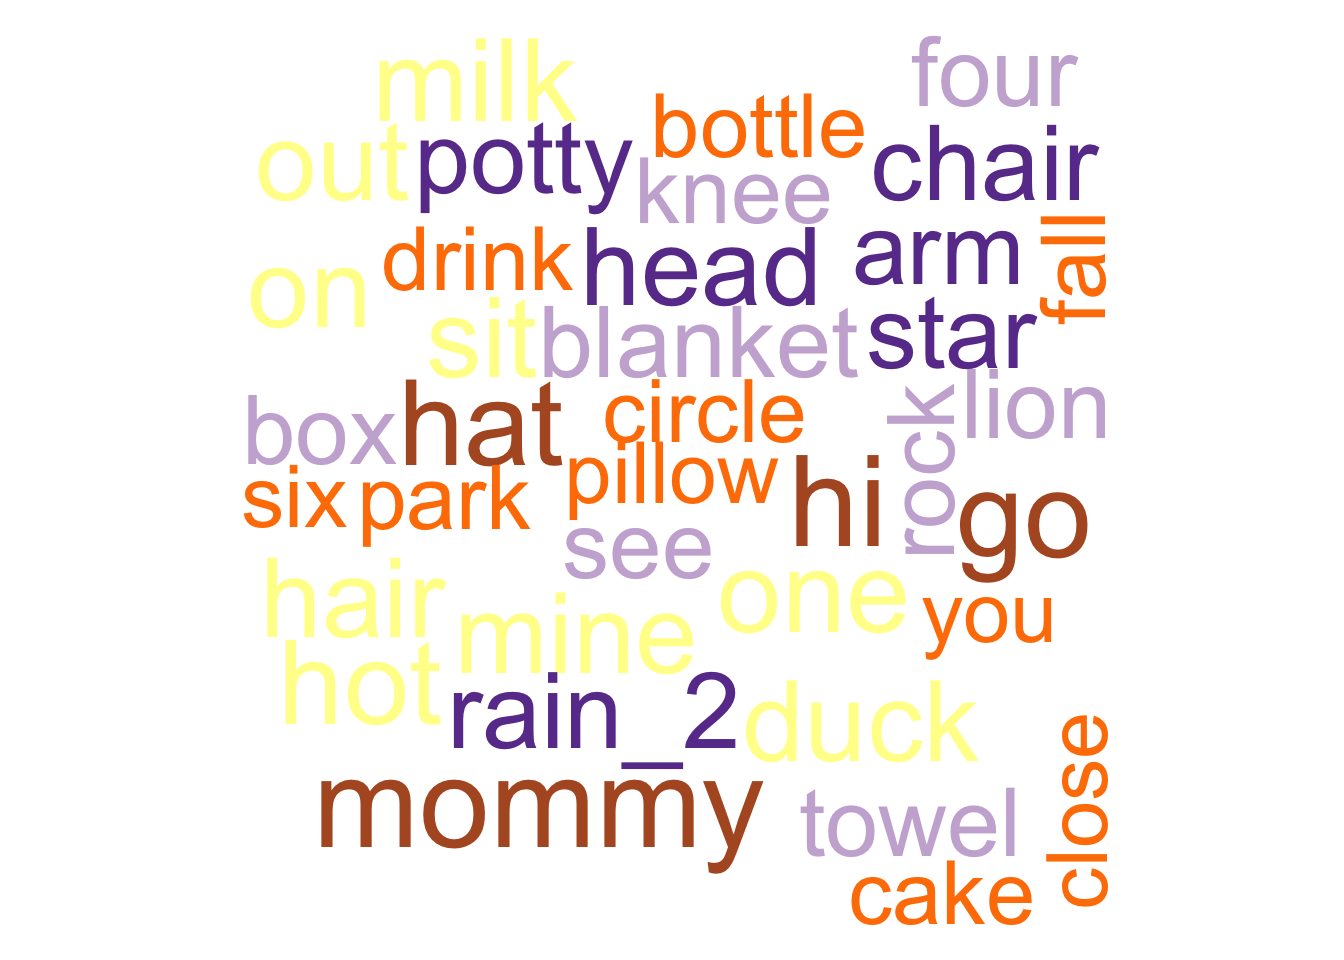 milk
four
bottle
out
potty
chair
knee
drink
head
arm
fall
on
sit
blanket
star
box
hat
circle
rock
lion
six
park
pillow
hi
go
see
hair
mine
one
you
hot
rain_2
duck
close
mommy
towel
cake